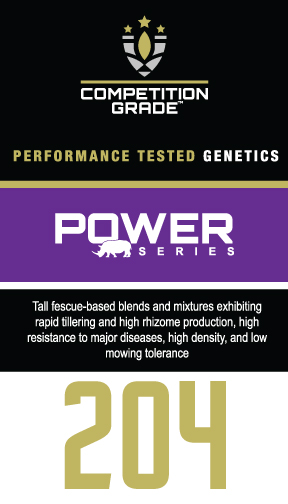 COMPETITION
GRADE™
PERFORMANCE TESTED GENETICS
POWER
SERIES
Tall fescue-based blends and mixtures exhibiting
rapid tillering and high rhizome production, high
resistance to major diseases, high density, and low
mowing tolerance
204